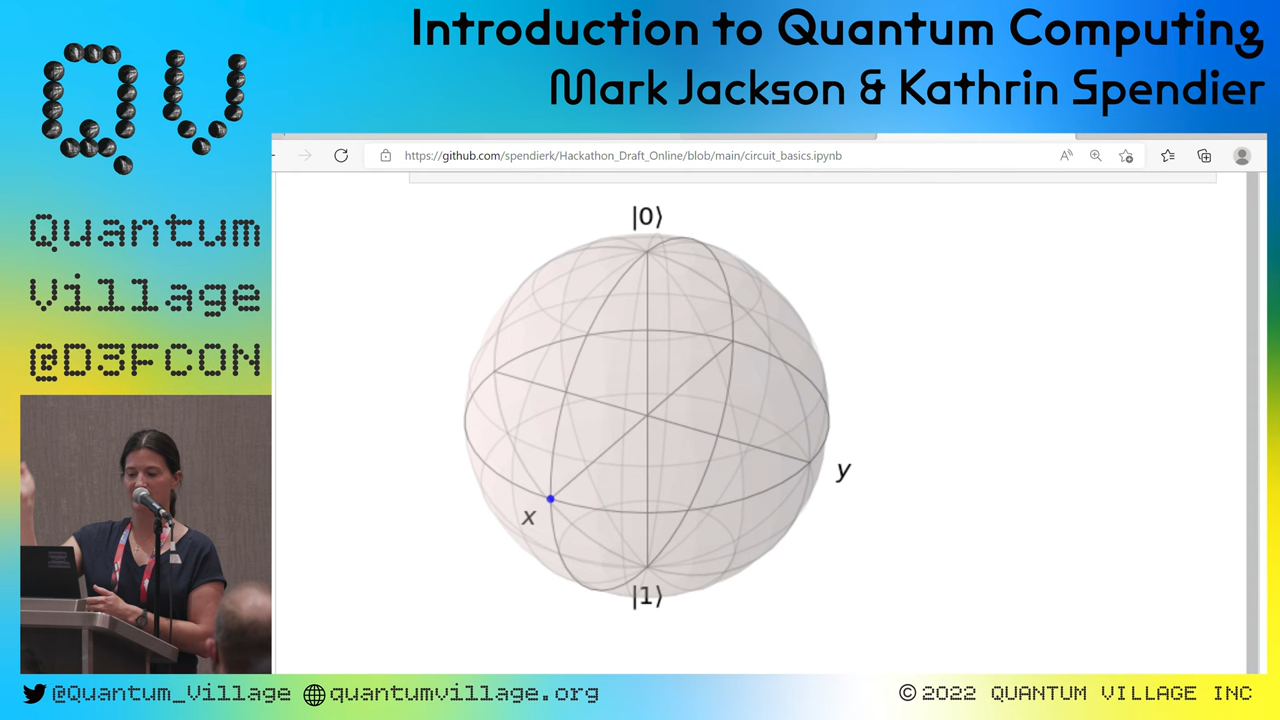 Introduction to Quantum Computing
Mark Jackson & Kathrin Spendier
QV
Quantum
Village
@D3FCON
https://github.com/spendierk/Hackathon_Draft_Online/blob/main/circuit_basics.ipynb
|0⟩
y
x
|1⟩
@Quantum_Village quantumvillage.org
© 2022 QUANTUM VILLAGE INC